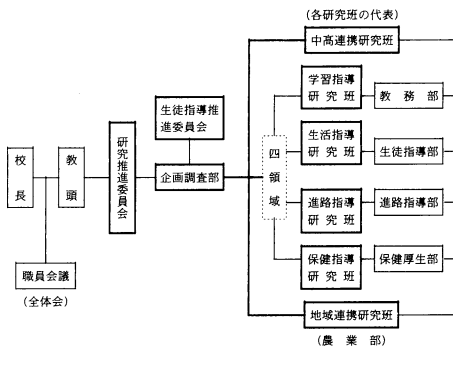 (各研究班の代表)
中高連携研究班
学習指導
研究班
教務部
生徒指導推
進委員会
生活指導
研究班
生徒指導部
校長
教頭
研究推進委員会
企画調査部
四領域
進路指導
研究班
進路指導部
保健指導
研究班
保健厚生部
職員会議
(全体会)
地域連携研究班
(農業部)